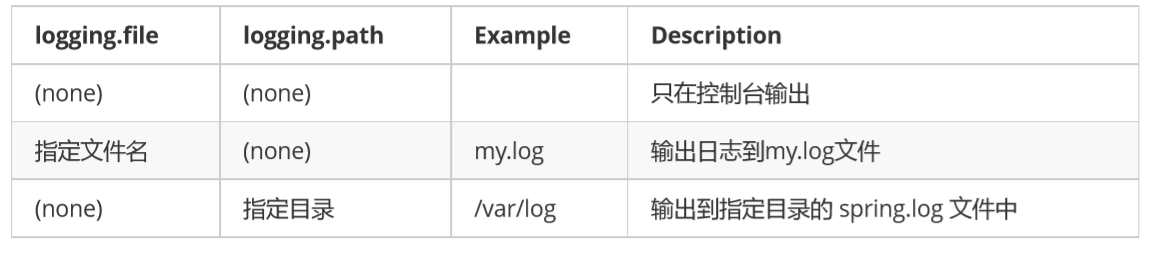 logging.file logging.path Example Description
(none) (none) 只在控制台输出
指定文件名 (none) my.log 输出日志到my.log文件
(none) 指定目录 /var/log 输出到指定目录的 spring.log 文件中